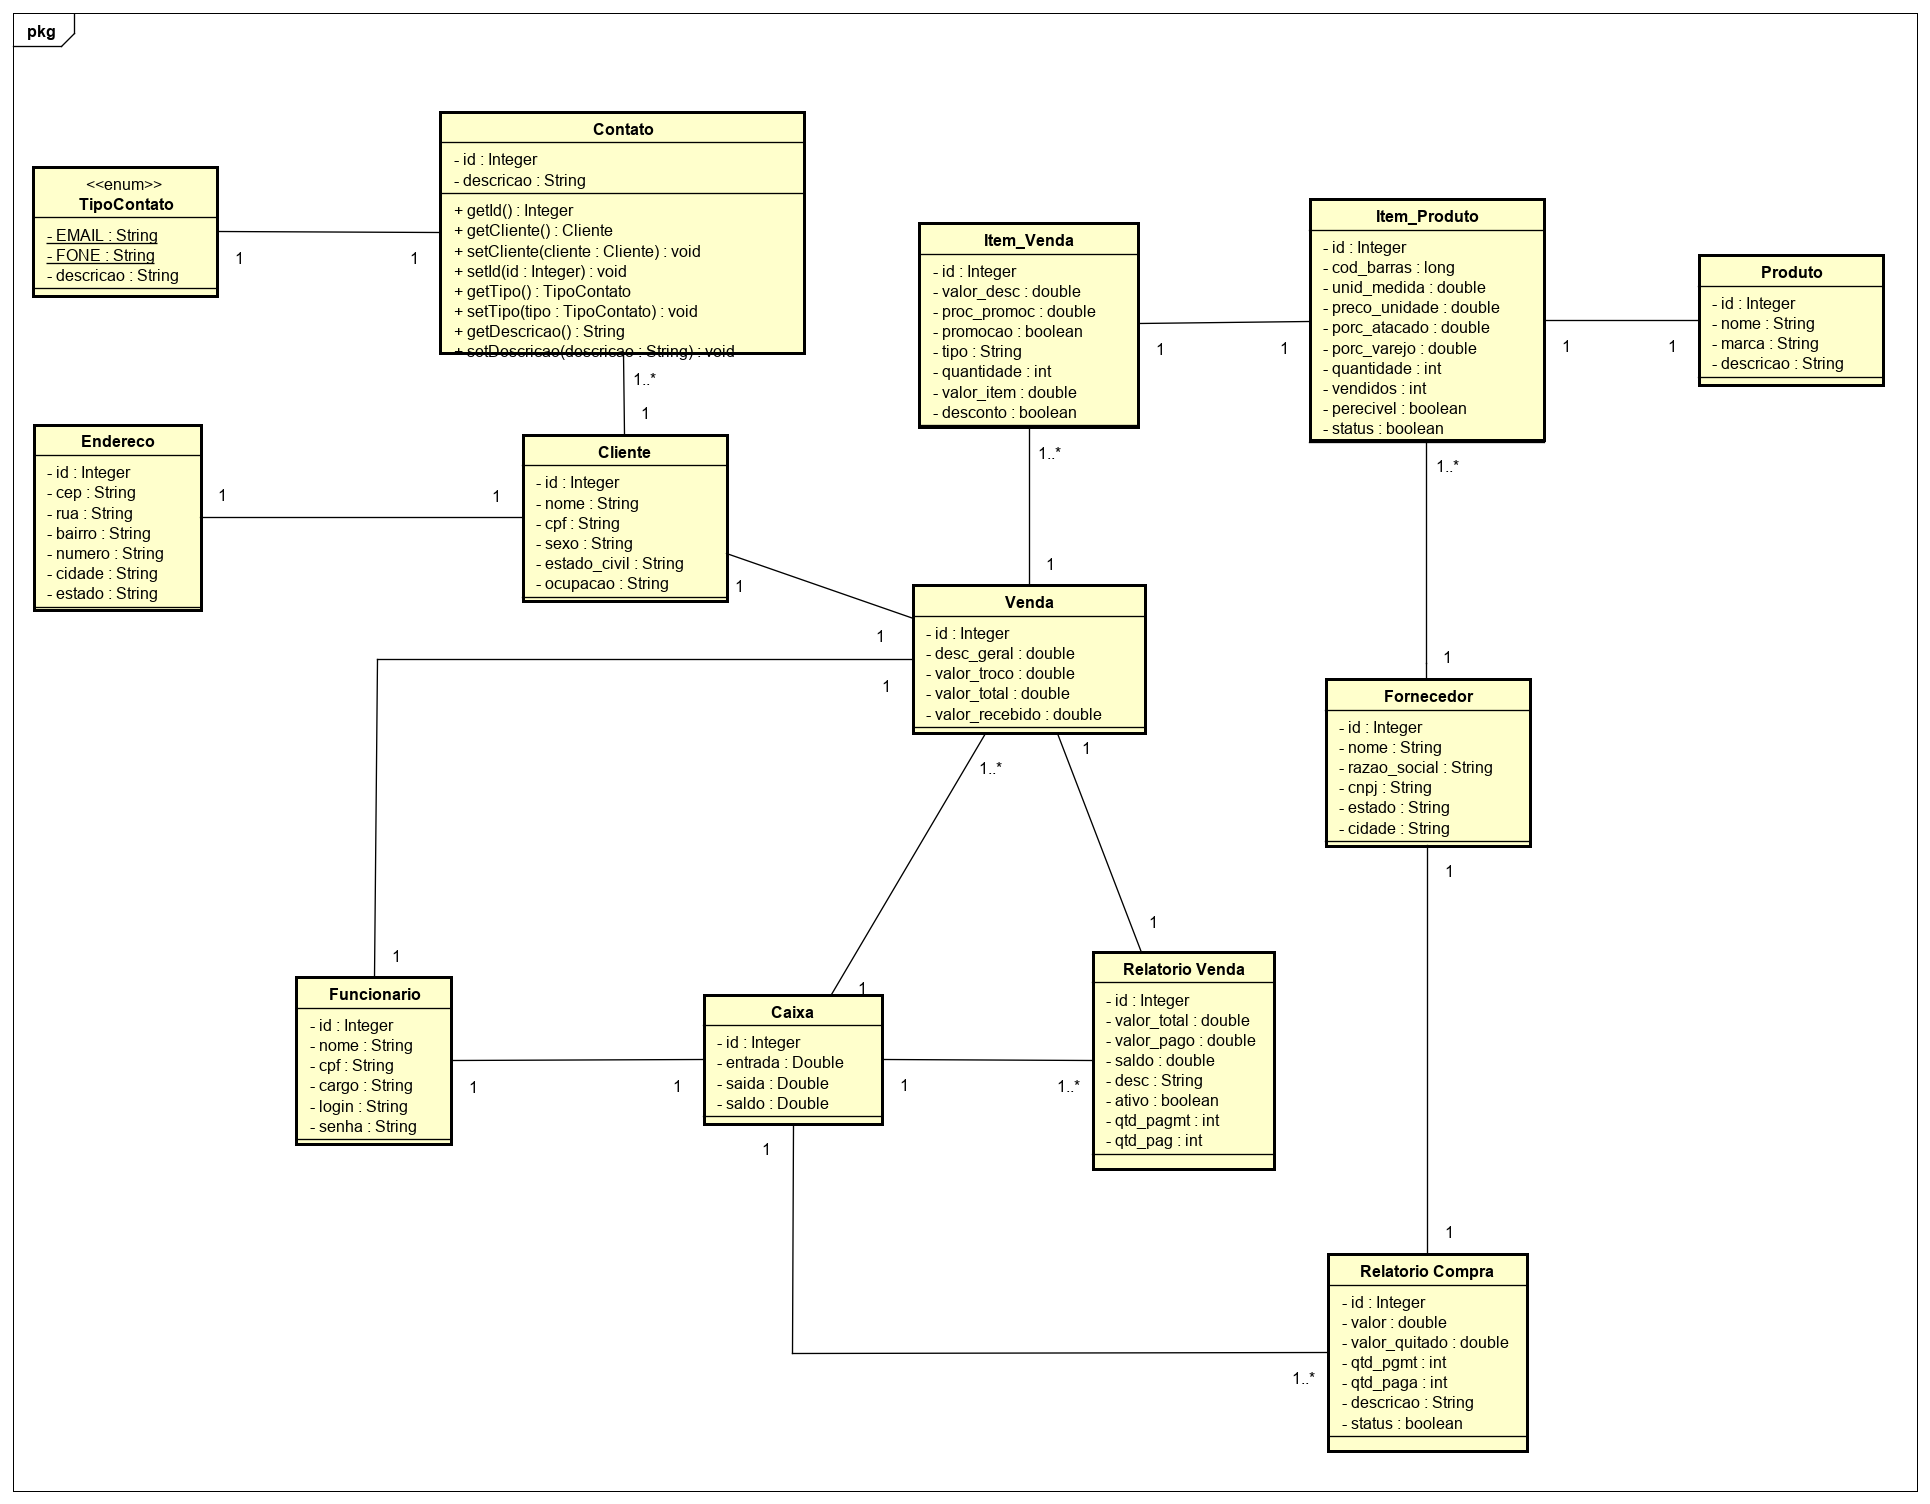 pkg
Contato
- id : Integer
- descricao : String
+ getId() : Integer
+ getCliente() : Cliente
+ setCliente(cliente : Cliente) : void
+ setId(id : Integer) : void
+ getTipo() : TipoContato
+ setTipo(tipo : TipoContato) : void
+ getDescricao() : String
+ setDescricao(descricao : String) : void
<<enum>>
TipoContato
- EMAIL : String
- FONE : String
- descricao : String
1
1
Item_Venda
- id : Integer
- valor_desc : double
- proc_promoc : double
- promocao : boolean
- tipo : String
- quantidade : int
- valor_item : double
- desconto : boolean
1
1
Item_Produto
- id : Integer
- cod_barras : long
- unid_medida : double
- preco_unidade : double
- porc_atacado : double
- porc_varejo : double
- quantidade : int
- vendidos : int
- perecivel : boolean
- status : boolean
1
1
Produto
- id : Integer
- nome : String
- marca : String
- descricao : String
1..*
1
Endereco
- id : Integer
- cep : String
- rua : String
- bairro : String
- numero : String
- cidade : String
- estado : String
1
1
Cliente
- id : Integer
- nome : String
- cpf : String
- sexo : String
- estado_civil : String
- ocupacao : String
1
1
1..*
1
1..*
1
Venda
- id : Integer
- desc_geral : double
- valor_troco : double
- valor_total : double
- valor_recebido : double
1
1
1..*
1
1
1
Fornecedor
- id : Integer
- nome : String
- razao_social : String
- cnpj : String
- estado : String
- cidade : String
1
1
Funcionario
- id : Integer
- nome : String
- cpf : String
- cargo : String
- login : String
- senha : String
1
1
Caixa
- id : Integer
- entrada : Double
- saida : Double
- saldo : Double
1
1..*
Relatorio Venda
- id : Integer
- valor_total : double
- valor_pago : double
- saldo : double
- desc : String
- ativo : boolean
- qtd_pagmt : int
- qtd_pag : int
1
1..*
Relatorio Compra
- id : Integer
- valor : double
- valor_quitado : double
- qtd_pgmt : int
- qtd_paga : int
- descricao : String
- status : boolean